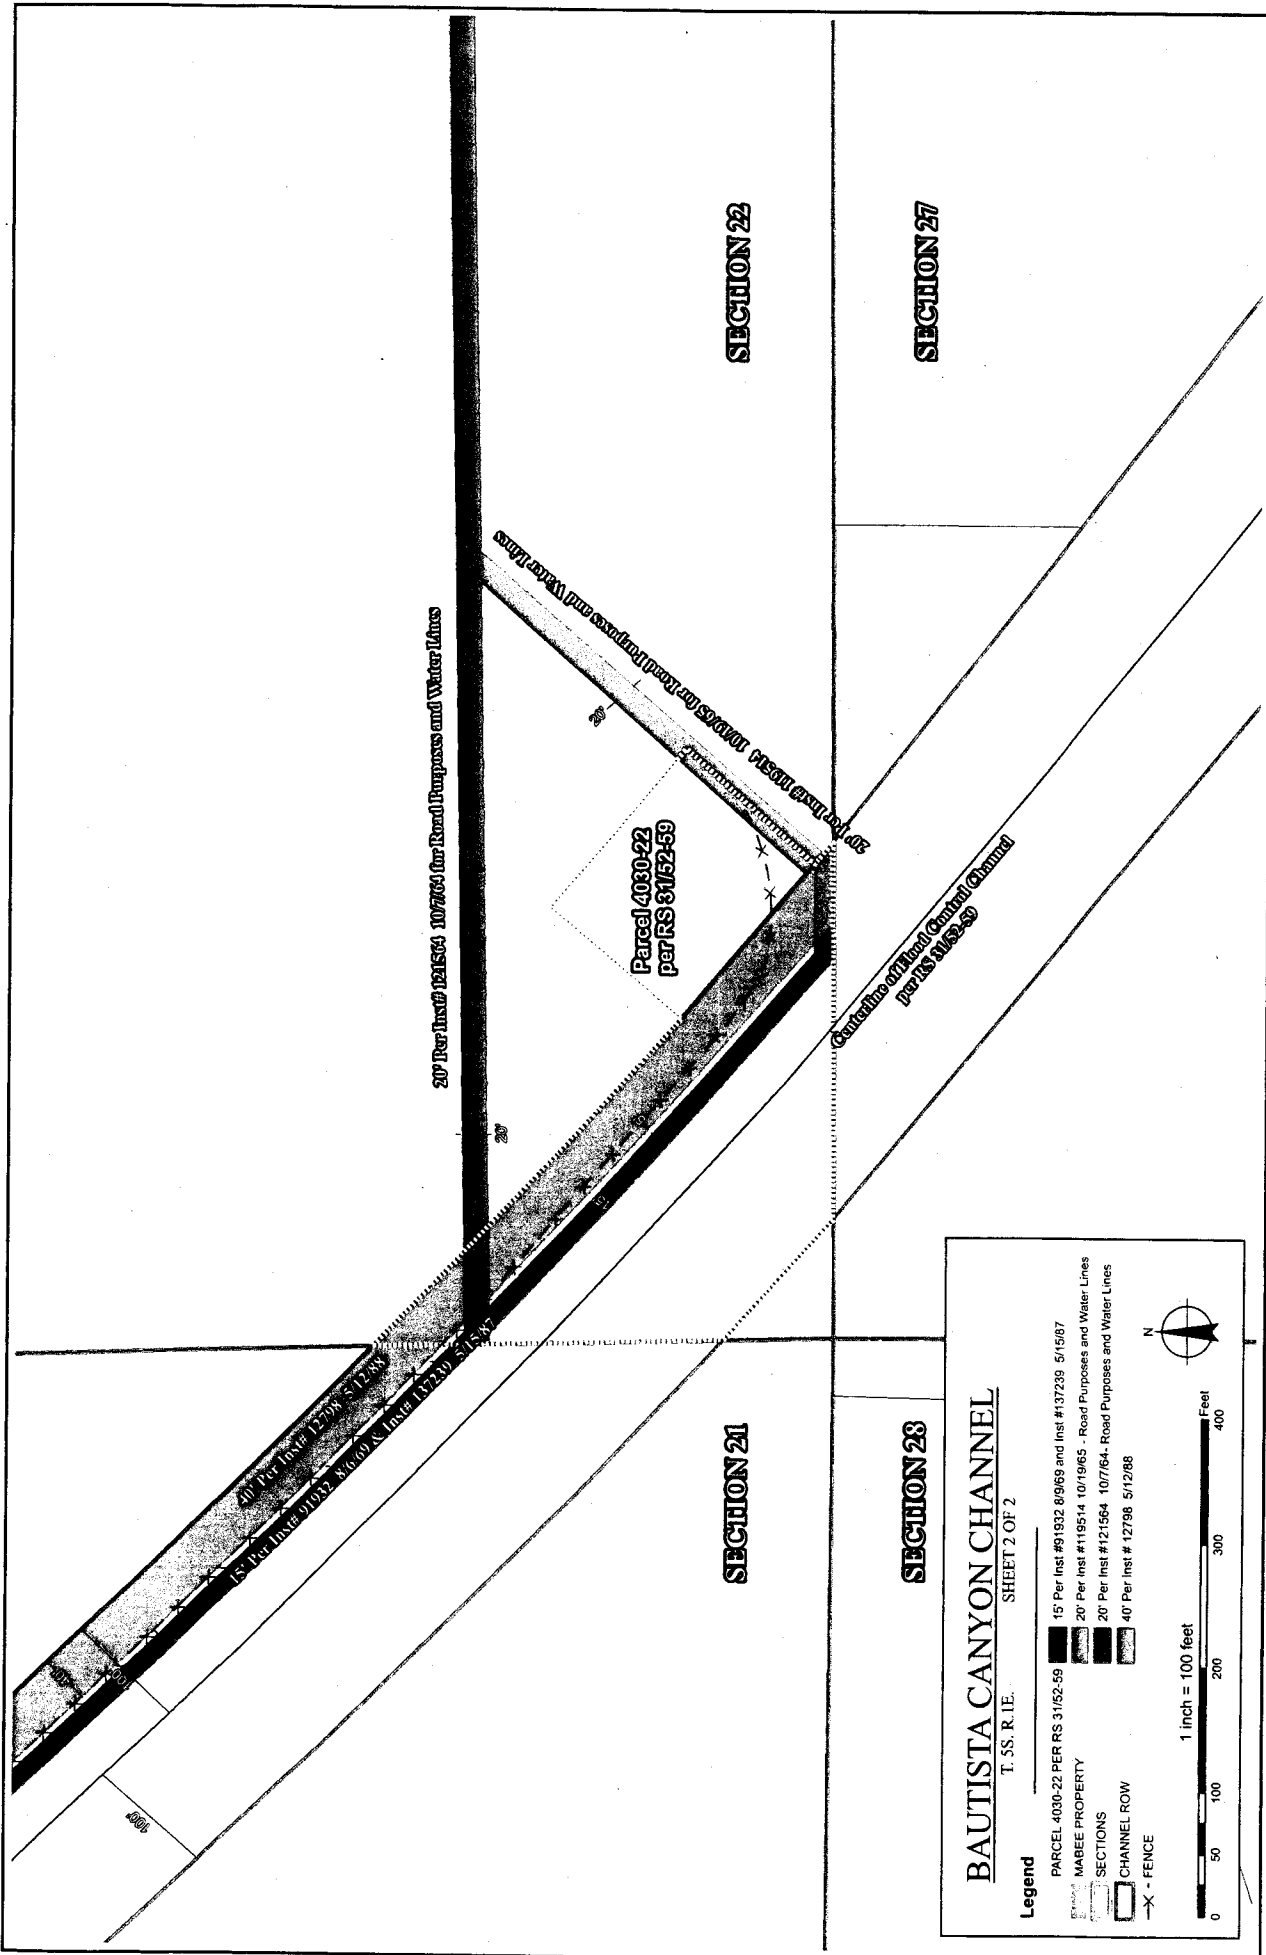 20' Per Inst# 121564 10/7/64 for Road Purposes and Water Lines
20'
20' Per Inst# 119514 10/19/65 for Road Purposes and Water Lines
20'
Parcel 4030-22
per RS 31/52-59
SECTION 22
SECTION 27
40' Per Inst# 12798 5/12/88
15' Per Inst# 91932 8/6/69 & Inst# 137239 5/15/87
40'
100'
100'
15'
Centerline of Flood Control Channel
per RS 31/52-59
SECTION 21
SECTION 28
BAUTISTA CANYON CHANNEL
T. 5S. R.1E.
SHEET 2 OF 2
Legend
PARCEL 4030-22 PER RS 31/52-59
MABEE PROPERTY
SECTIONS
CHANNEL ROW
-X- - FENCE
15' Per Inst #91932 8/9/69 and Inst #137239 5/15/87
20' Per Inst #119514 10/19/65 - Road Purposes and Water Lines
20' Per Inst #121564 10/7/64- Road Purposes and Water Lines
40' Per Inst # 12798 5/12/88
N
1 inch = 100 feet
0 50 100 200 300 400
Feet